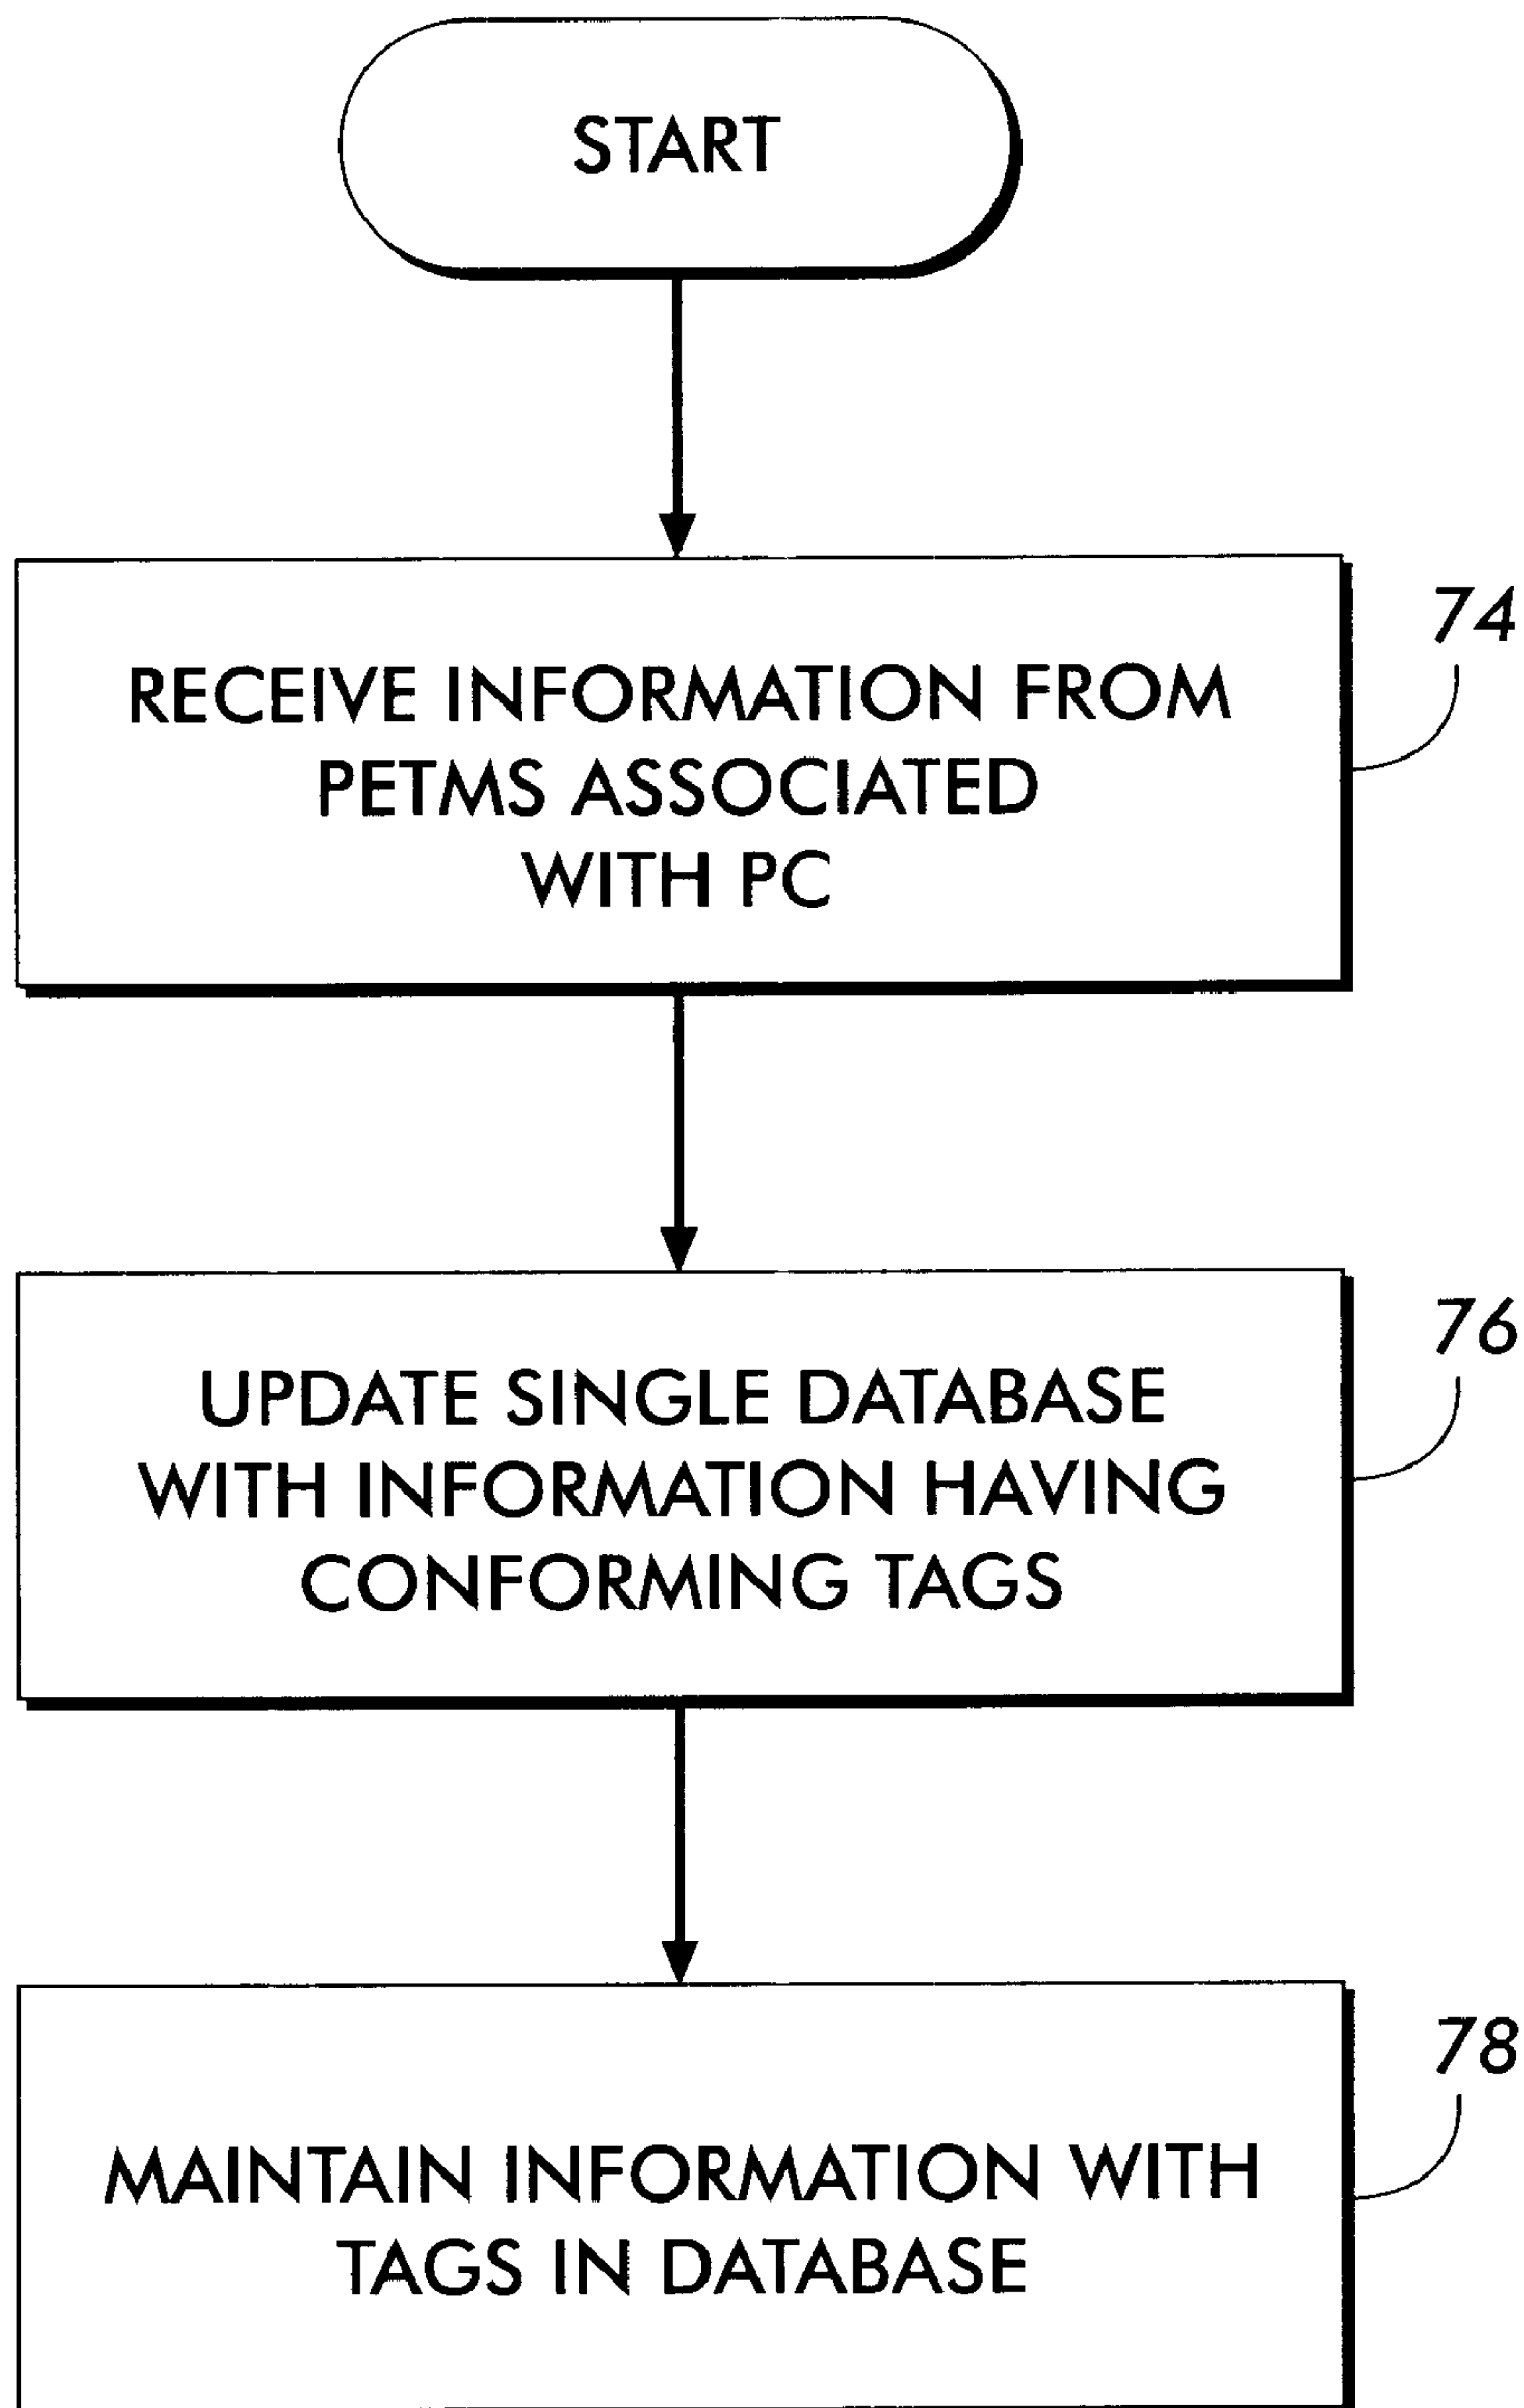 START
74
RECEIVE INFORMATION FROM
PETMS ASSOCIATED
WITH PC
76
UPDATE SINGLE DATABASE
WITH INFORMATION HAVING
CONFORMING TAGS
78
MAINTAIN INFORMATION WITH
TAGS IN DATABASE